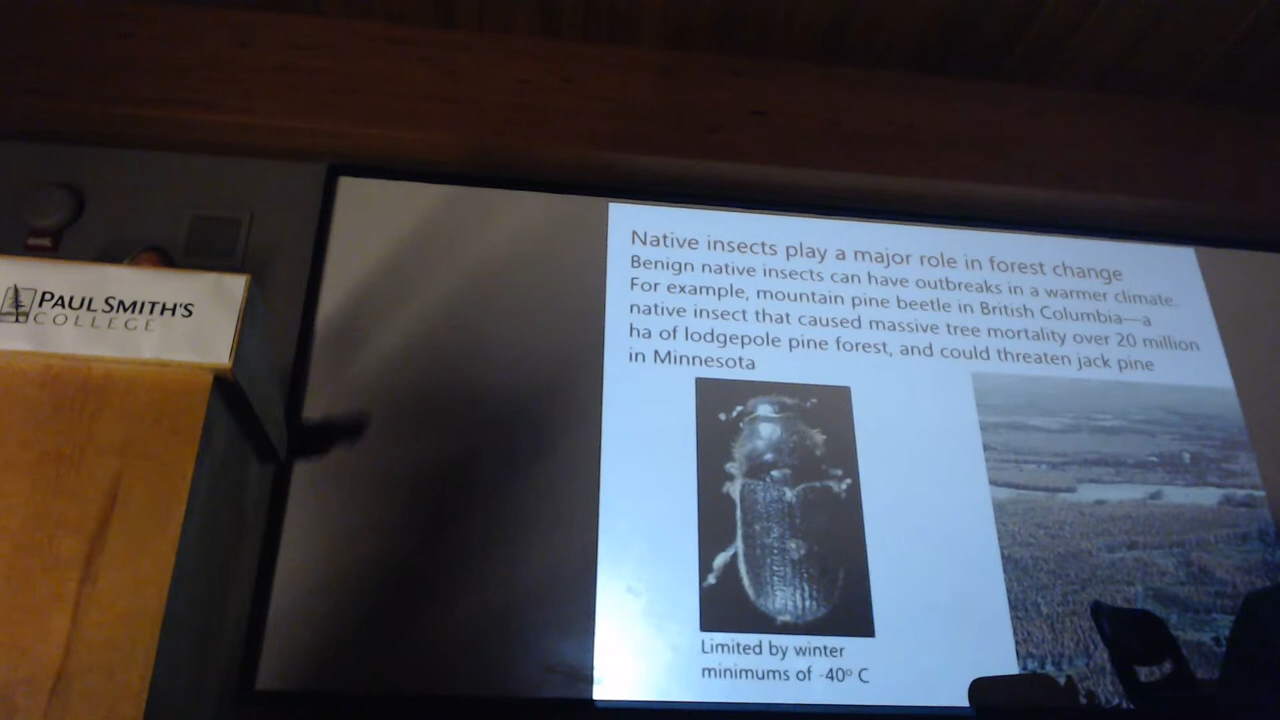 PAUL SMITH'S
COLLEGE
Native insects play a major role in forest change
Benign native insects can have outbreaks in a warmer climate.
For example, mountain pine beetle in British Columbia—a
native insect that caused massive tree mortality over 20 million
ha of lodgepole pine forest, and could threaten jack pine
in Minnesota
Limited by winter
minimums of -40º C